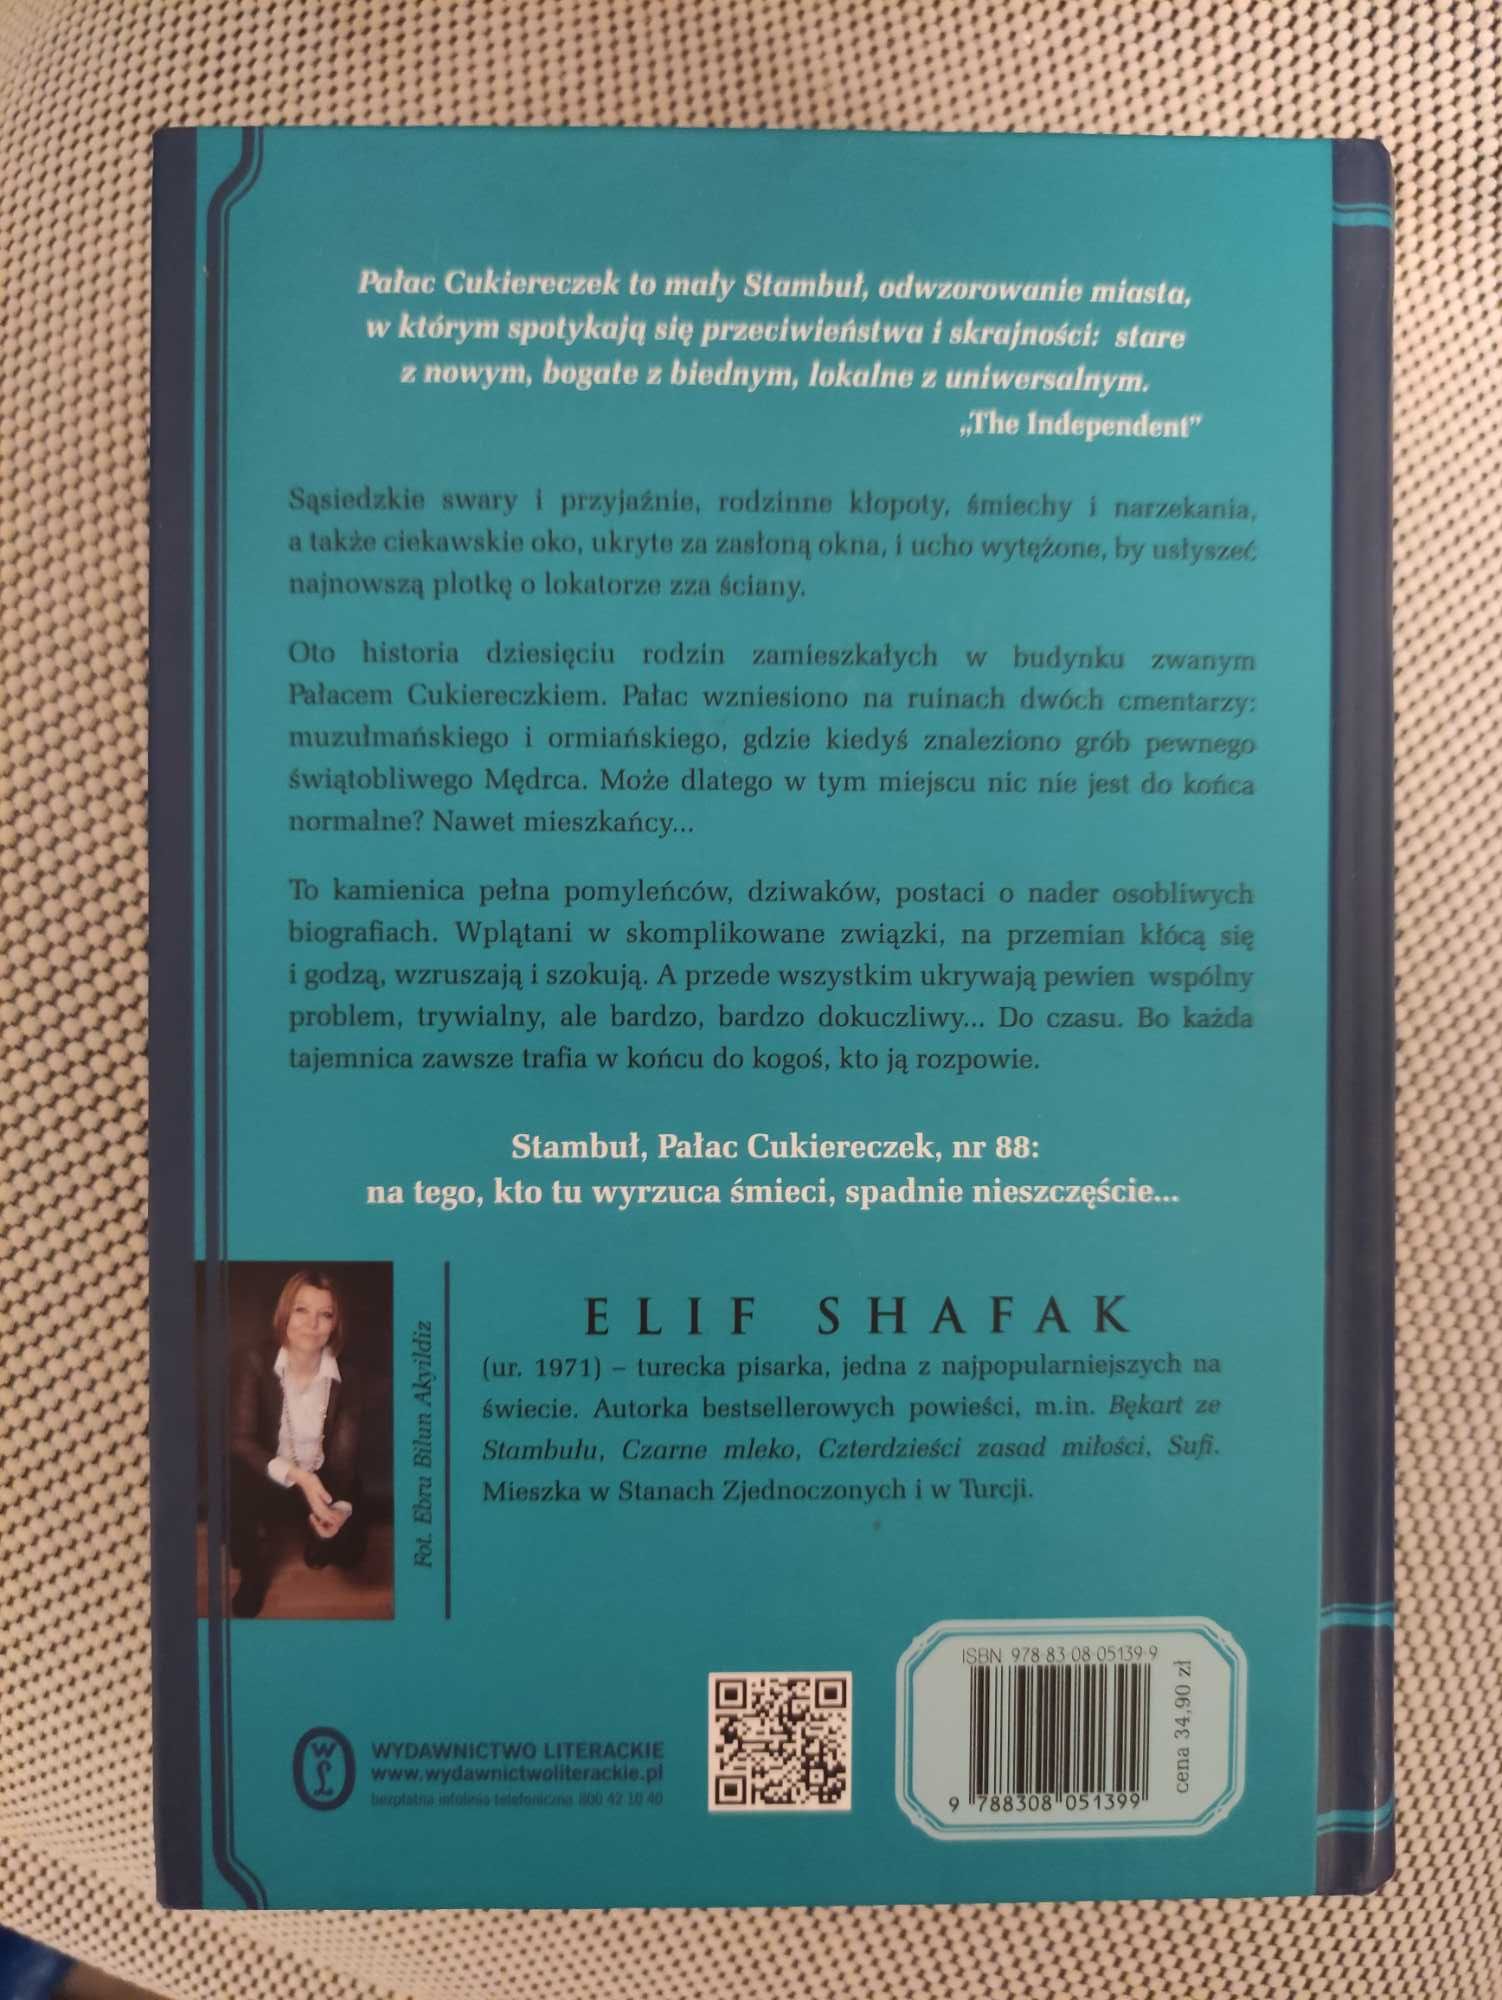 Pałac Cukiereczek to mały Stambuł, odwzorowanie miasta,
w którym spotykają się przeciwieństwa i skrajności: stare
z nowym, bogate z biednym, lokalne z uniwersalnym.
„The Independent”
Sąsiedzkie swary i przyjaźnie, rodzinne kłopoty, śmiechy i narzekania,
a także ciekawskie oko, ukryte za zasłoną okna, i ucho wytężone, by usłyszeć
najnowszą plotkę o lokatorze zza ściany.
Oto historia dziesięciu rodzin zamieszkałych w budynku zwanym
Pałacem Cukiereczkiem. Pałac wzniesiono na ruinach dwóch cmentarzy:
muzułmańskiego i ormiańskiego, gdzie kiedyś znaleziono grób pewnego
świątobliwego Mędrca. Może dlatego w tym miejscu nic nie jest do końca
normalne? Nawet mieszkańcy...
To kamienica pełna pomyleńców, dziwaków, postaci o nader osobliwych
biografiach. Wplątani w skomplikowane związki, na przemian kłócą się
i godzą, wzruszają i szokują. A przede wszystkim ukrywają pewien wspólny
problem, trywialny, ale bardzo, bardzo dokuczliwy... Do czasu. Bo każda
tajemnica zawsze trafia w końcu do kogoś, kto ją rozpowie.
Stambuł, Pałac Cukiereczek, nr 88:
na tego, kto tu wyrzuca śmieci, spadnie nieszczęście...
Fot. Ebru Bilun Akyildiz
ELIF SHAFAK
(ur. 1971) – turecka pisarka, jedna z najpopularniejszych na
świecie. Autorka bestsellerowych powieści, m.in. Bękart ze
Stambułu, Czarne mleko, Czterdzieści zasad miłości, Sufi.
Mieszka w Stanach Zjednoczonych i w Turcji.
WYDAWNICTWO LITERACKIE
www.wydawnictwoliterackie.pl
bezpłatna infolinia telefoniczna 800 42 10 40
ISBN 978-83-08-05139-9
9 788308 051399
cena 34,90 zł